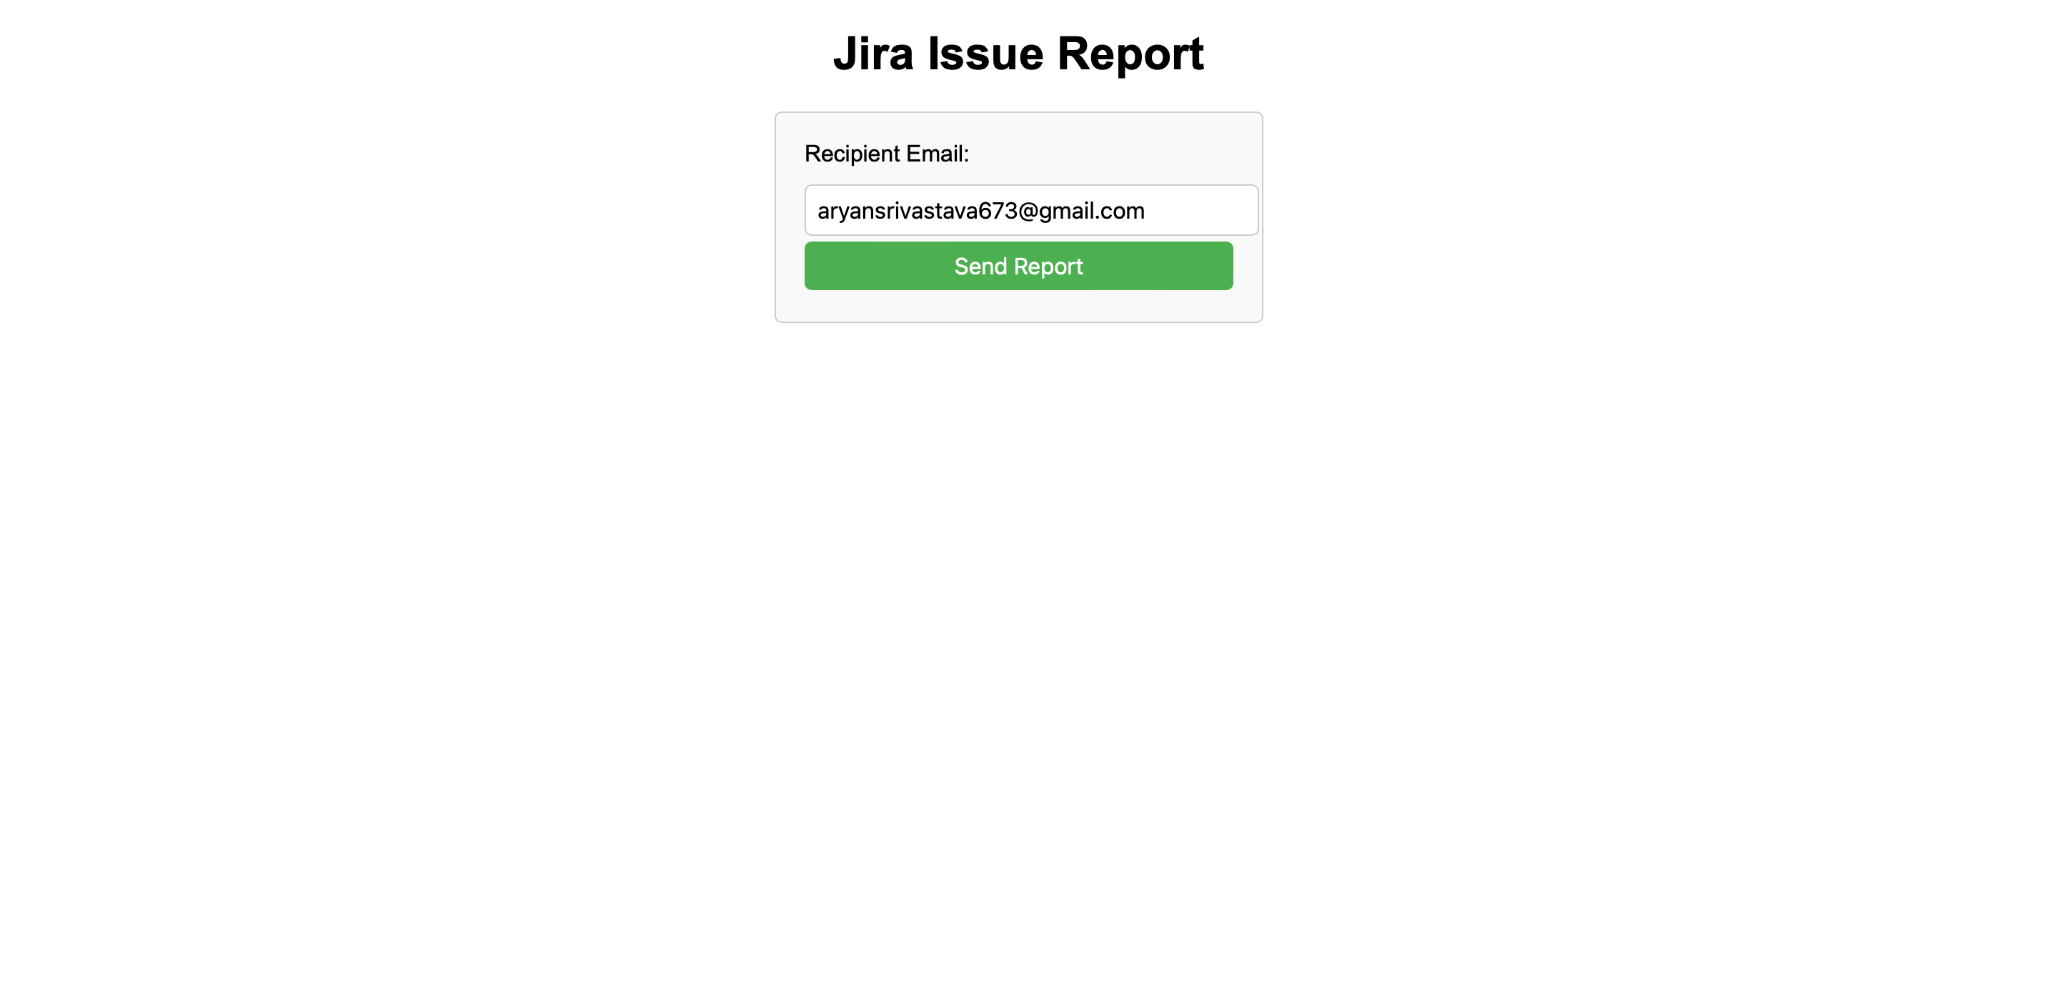 Jira Issue Report
Recipient Email:
aryansrivastava673@gmail.com
Send Report